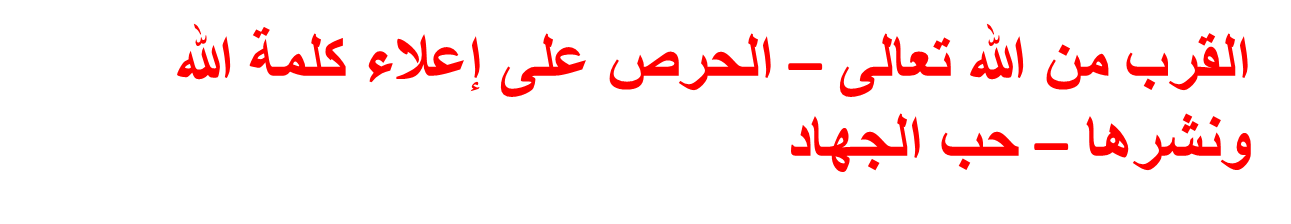 القرب من الله تعالى – الحرص على إعلاء كلمة الله
ونشرها – حب الجهاد